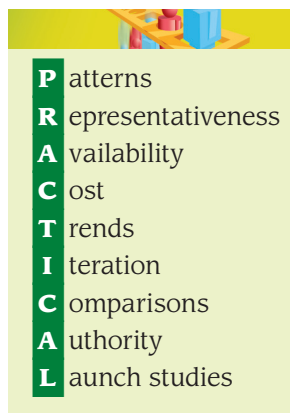 Patterns
Representativeness
Availability
Cost
Trends
Iteration
Comparisons
Authority
Launch studies